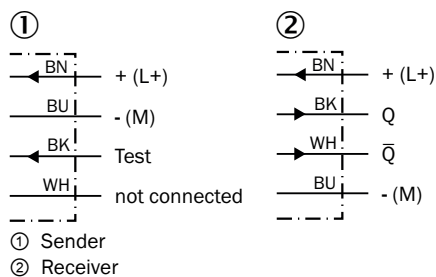 ①
BN + (L+)
BU - (M)
BK Test
WH not connected
②
BN + (L+)
BK Q
WH Q̅
BU - (M)
① Sender
② Receiver